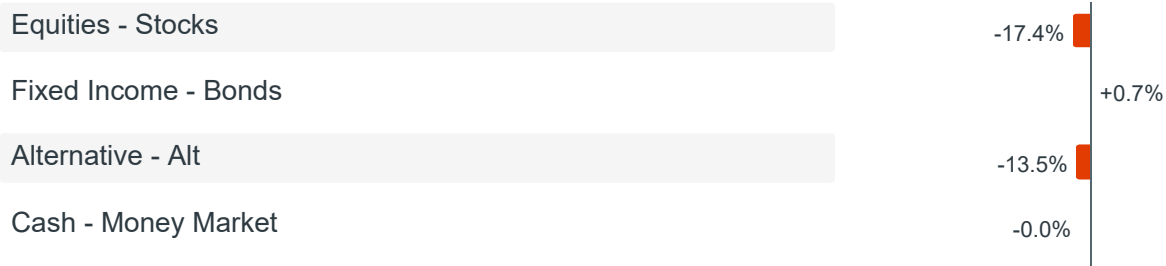 Equities - Stocks -17.4%
Fixed Income - Bonds +0.7%
Alternative - Alt -13.5%
Cash - Money Market -0.0%